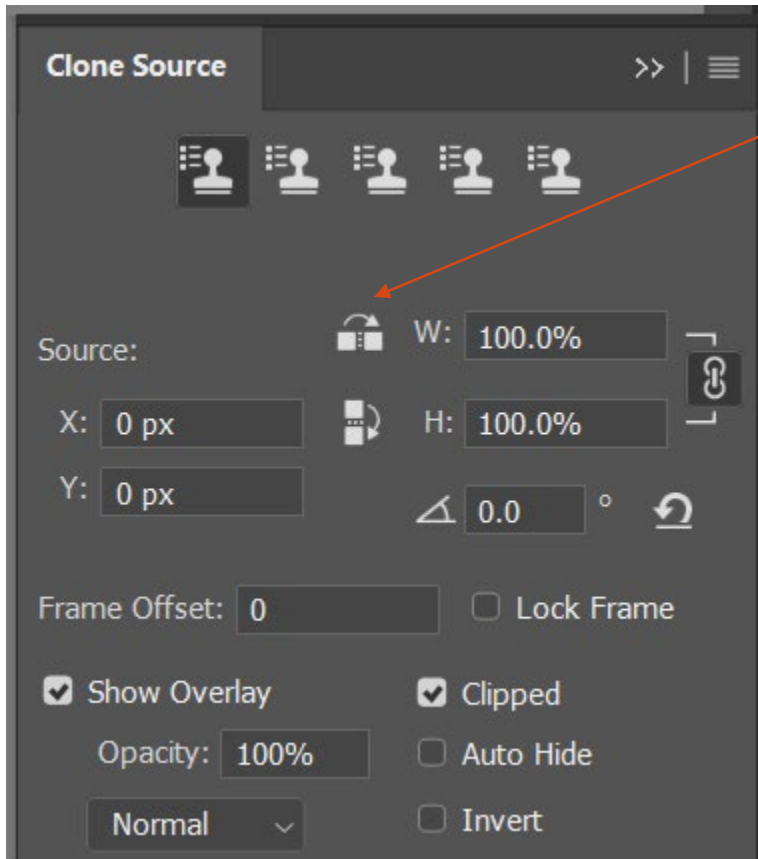 Clone Source
>> |
W: 100.0%
Source:
X: 0 px
H: 100.0%
Y: 0 px
0.0 °
Frame Offset: 0
Lock Frame
Show Overlay
Clipped
Opacity: 100%
Auto Hide
Normal
Invert